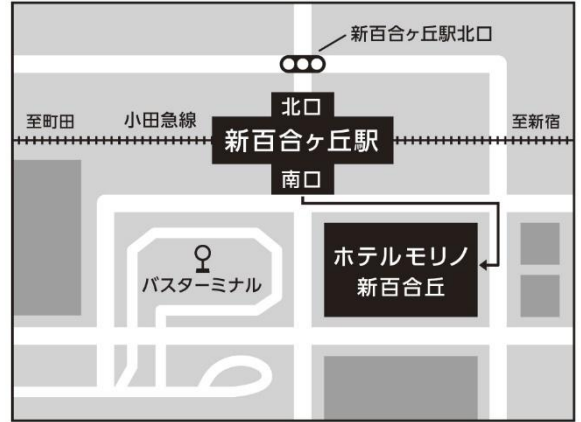 新百合ヶ丘駅北口
北口
至町田
小田急線
新百合ヶ丘駅
至新宿
南口
バスターミナル
ホテルモリノ
新百合丘